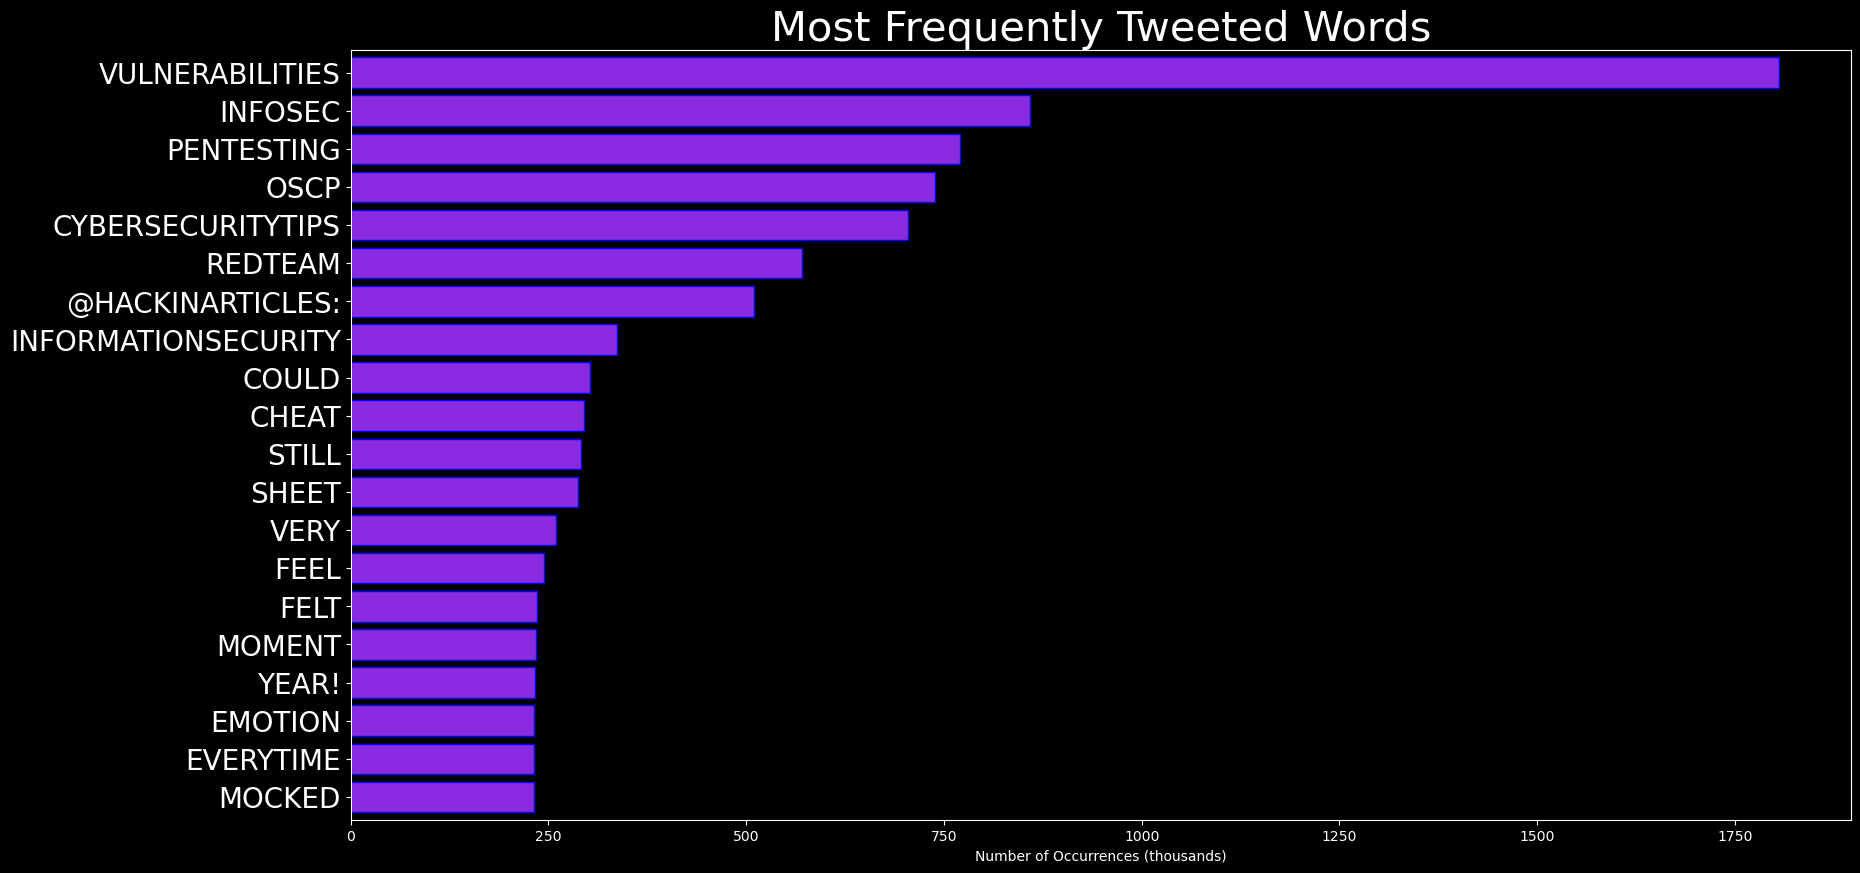 Most Frequently Tweeted Words
VULNERABILITIES
INFOSEC
PENTESTING
OSCP
CYBERSECURITYTIPS
REDTEAM
@HACKINARTICLES:
INFORMATIONSECURITY
COULD
CHEAT
STILL
SHEET
VERY
FEEL
FELT
MOMENT
YEAR!
EMOTION
EVERYTIME
MOCKED
0 250 500 750 1000 1250 1500 1750
Number of Occurrences (thousands)